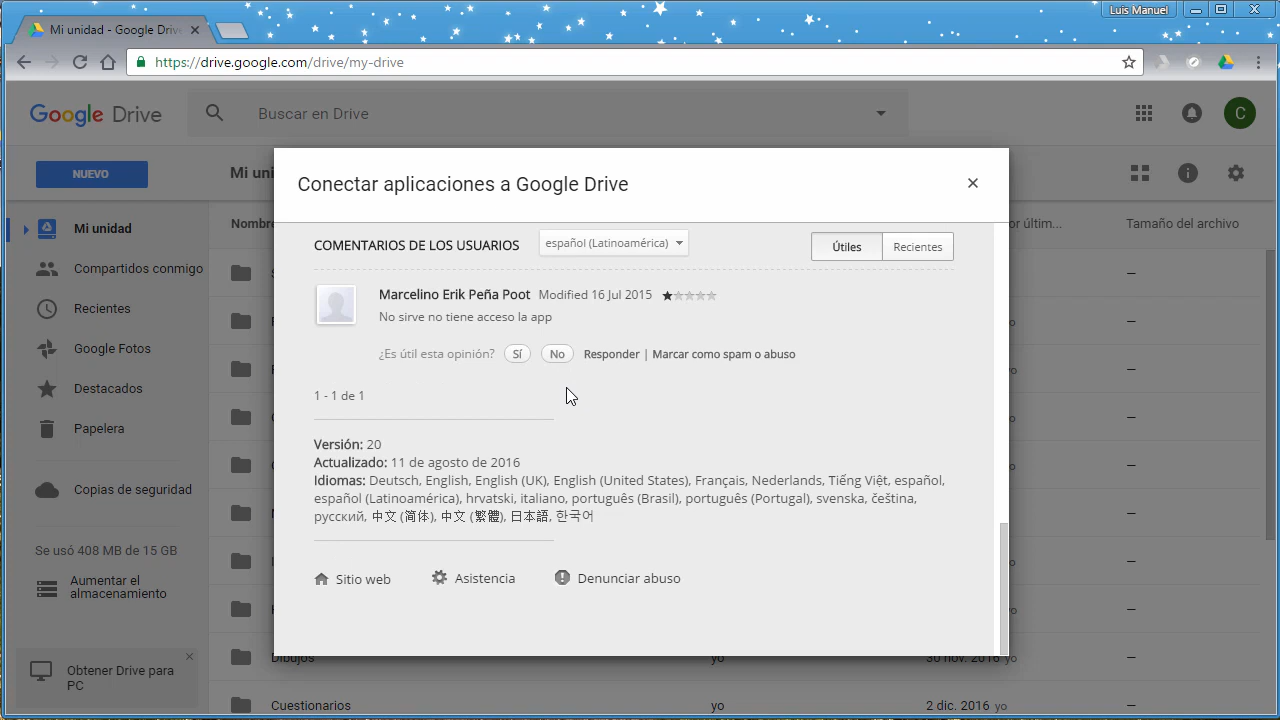 Luis Manuel
Mi unidad - Google Driv
https://drive.google.com/drive/my-drive
Google Drive
Buscar en Drive
C
NUEVO
Mi uni
Conectar aplicaciones a Google Drive
Mi unidad
Nombre
or últim...
Tamaño del archivo
COMENTARIOS DE LOS USUARIOS
español (Latinoamérica)
Útiles
Recientes
Compartidos conmigo
Marcelino Erik Peña Poot Modified 16 Jul 2015
No sirve no tiene acceso la app
Recientes
Google Fotos
¿Es útil esta opinión? Sí No Responder | Marcar como spam o abuso
Destacados
1 - 1 de 1
Papelera
Versión: 20
Actualizado: 11 de agosto de 2016
Idiomas: Deutsch, English, English (UK), English (United States), Français, Nederlands, Tiếng Việt, español,
español (Latinoamérica), hrvatski, italiano, português (Brasil), português (Portugal), svenska, čeština,
русский, 中文 (简体), 中文 (繁體), 日本語, 한국어
Copias de seguridad
Se usó 408 MB de 15 GB
Aumentar el
almacenamiento
Sitio web
Asistencia
Denunciar abuso
Obtener Drive para
PC
Dibujos
yo
30 nov. 2016 yo
Cuestionarios
yo
2 dic. 2016 yo